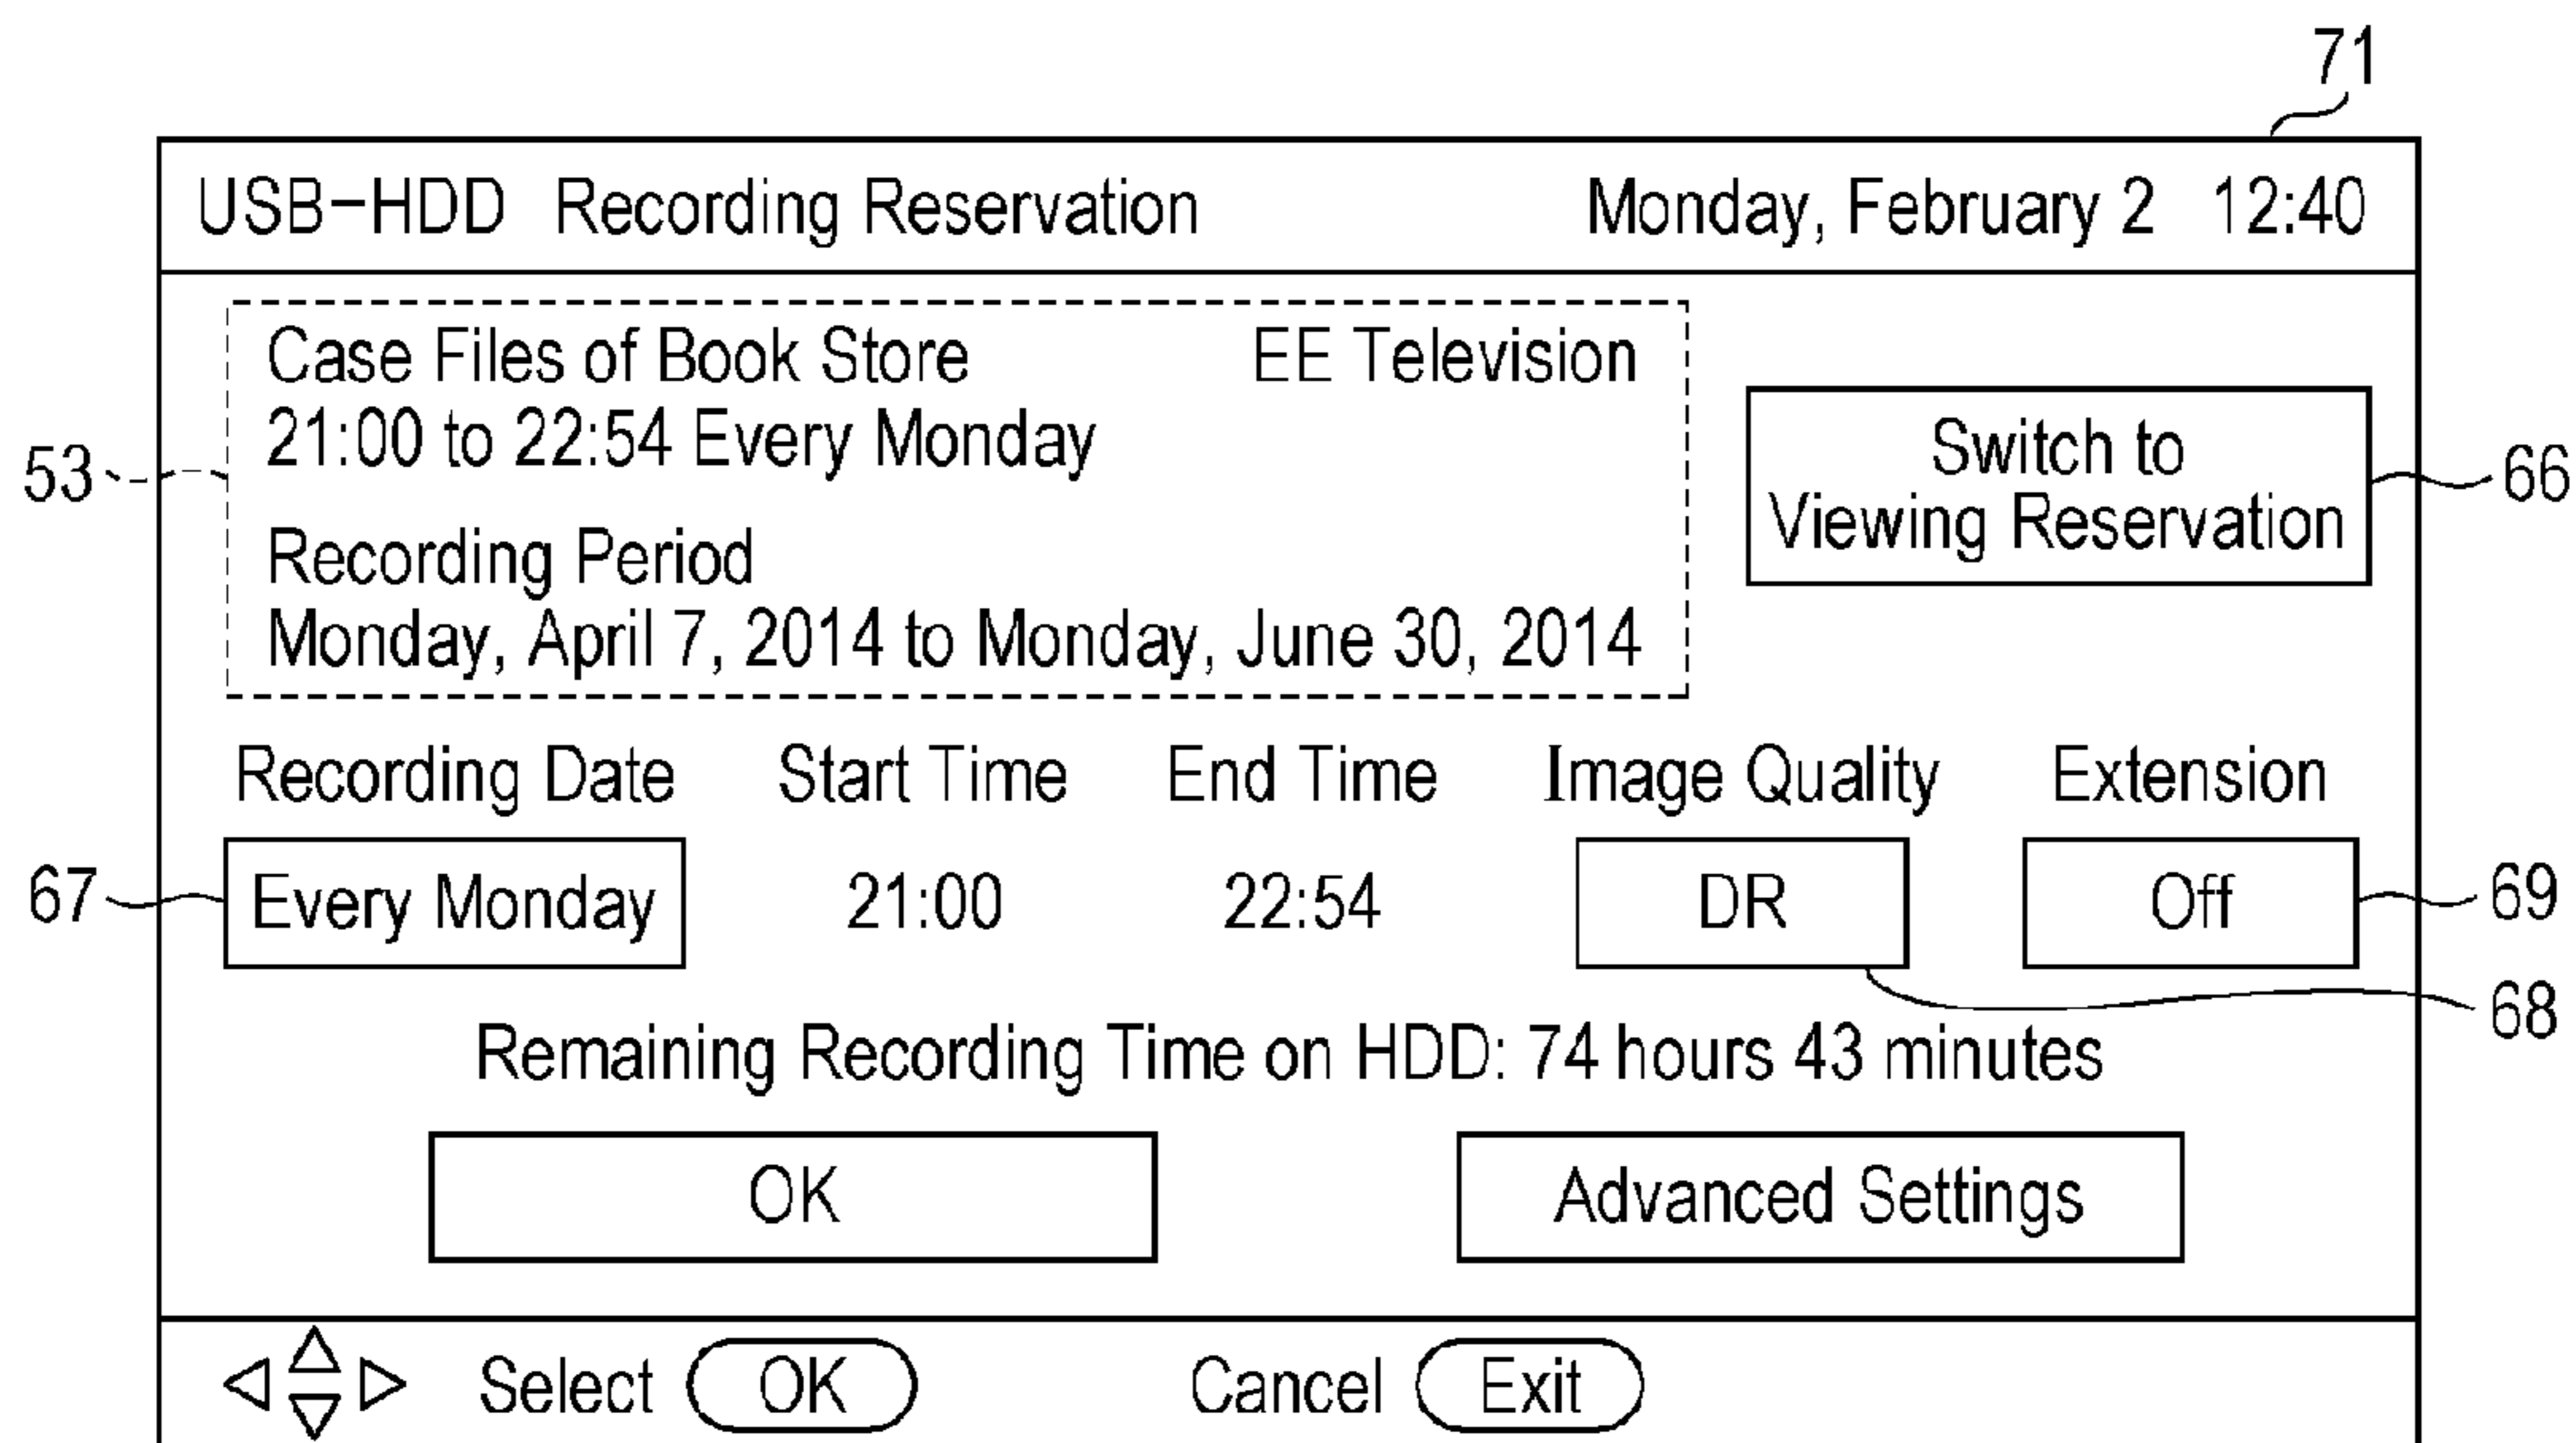 71
USB-HDD Recording Reservation Monday, February 2 12:40
Case Files of Book Store EE Television
21:00 to 22:54 Every Monday
53
Switch to
Viewing Reservation
66
Recording Period
Monday, April 7, 2014 to Monday, June 30, 2014
Recording Date Start Time End Time Image Quality Extension
67 Every Monday 21:00 22:54 DR Off 69
68
Remaining Recording Time on HDD: 74 hours 43 minutes
OK Advanced Settings
Select OK Cancel Exit